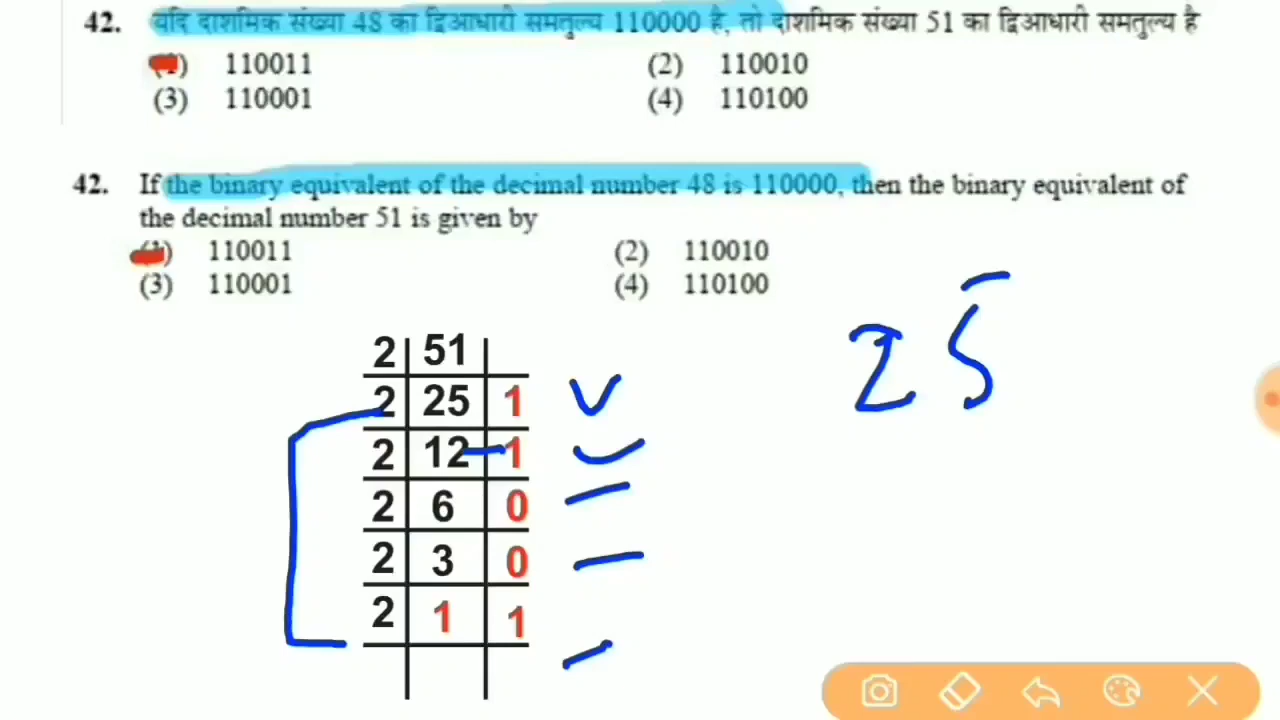 42. यदि दाशमिक संख्या 48 का द्विआधारी समतुल्य 110000 है, तो दाशमिक संख्या 51 का द्विआधारी समतुल्य है
(1) 110011 (2) 110010
(3) 110001 (4) 110100
42. If the binary equivalent of the decimal number 48 is 110000, then the binary equivalent of
the decimal number 51 is given by
(1) 110011 (2) 110010
(3) 110001 (4) 110100
2 51
2 25 1
2 12 1
2 6 0
2 3 0
2 1 1
25